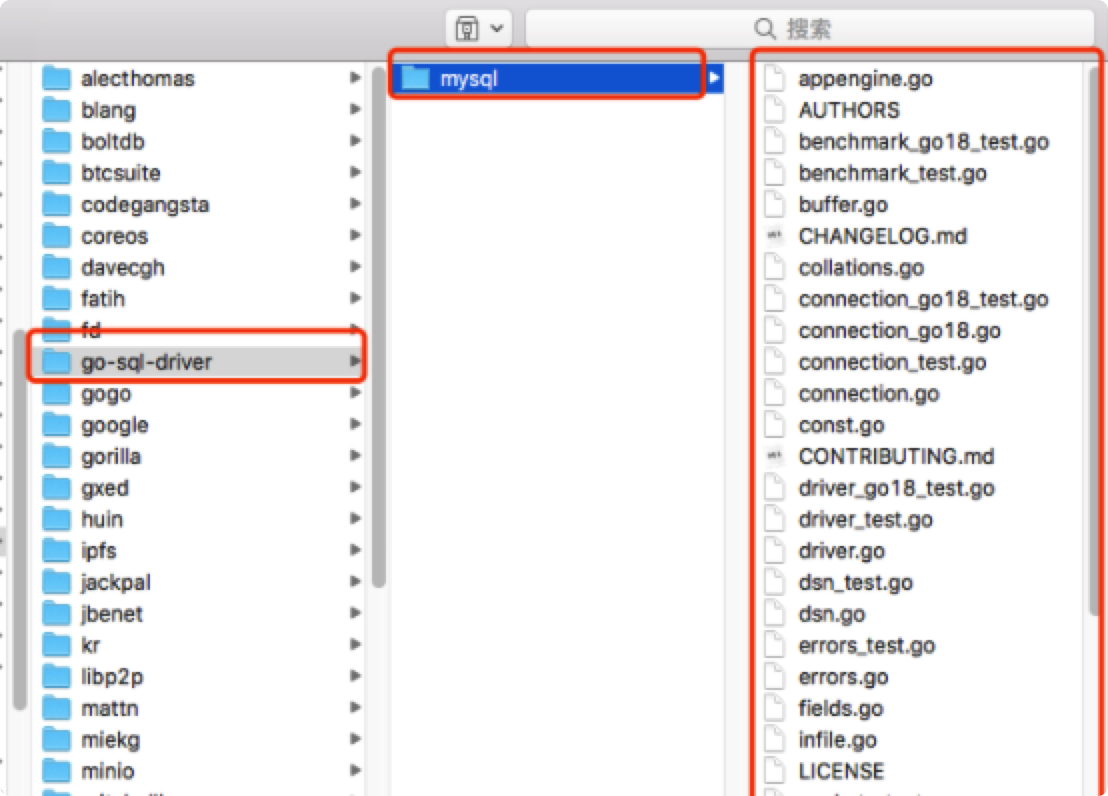 搜索
alecthomas
blang
boltdb
btcsuite
codegangsta
coreos
davecgh
fatih
fd
go-sql-driver
gogo
google
gorilla
gxed
huin
ipfs
jackpal
jbenet
kr
libp2p
mattn
miekg
minio
mysql
appengine.go
AUTHORS
benchmark_go18_test.go
benchmark_test.go
buffer.go
CHANGELOG.md
collations.go
connection_go18_test.go
connection_go18.go
connection_test.go
connection.go
const.go
CONTRIBUTING.md
driver_go18_test.go
driver_test.go
driver.go
dsn_test.go
dsn.go
errors_test.go
errors.go
fields.go
infile.go
LICENSE